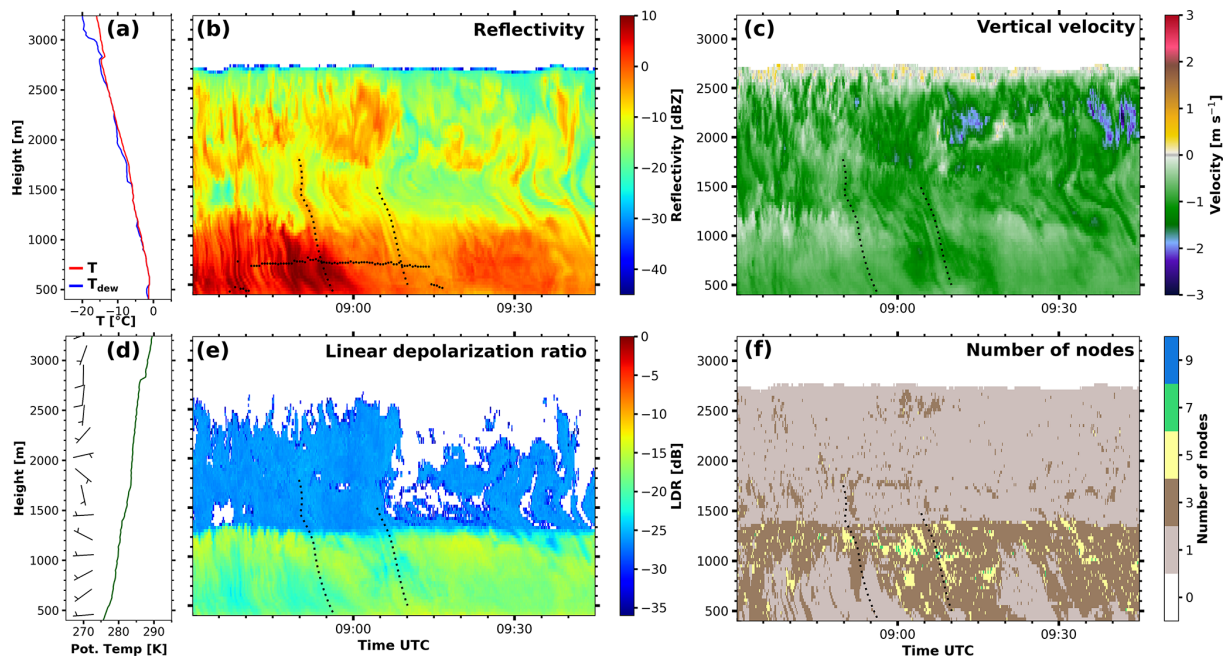 (a)
Height [m]
3000
2500
2000
1500
1000
500
T
T_dew
−20
−10
0
T [°C]
(b)
Reflectivity
09:00
09:30
10
0
−10
−20
−30
−40
Reflectivity [dBZ]
(c)
Vertical velocity
3000
2500
2000
1500
1000
500
09:00
09:30
3
2
1
0
−1
−2
−3
Velocity [m s⁻¹]
(d)
Height [m]
3000
2500
2000
1500
1000
500
270
280
290
Pot. Temp [K]
(e)
Linear depolarization ratio
09:00
09:30
Time UTC
0
−5
−10
−15
−20
−25
−30
−35
LDR [dB]
(f)
Number of nodes
3000
2500
2000
1500
1000
500
09:00
09:30
Time UTC
9
7
5
3
1
0
Number of nodes